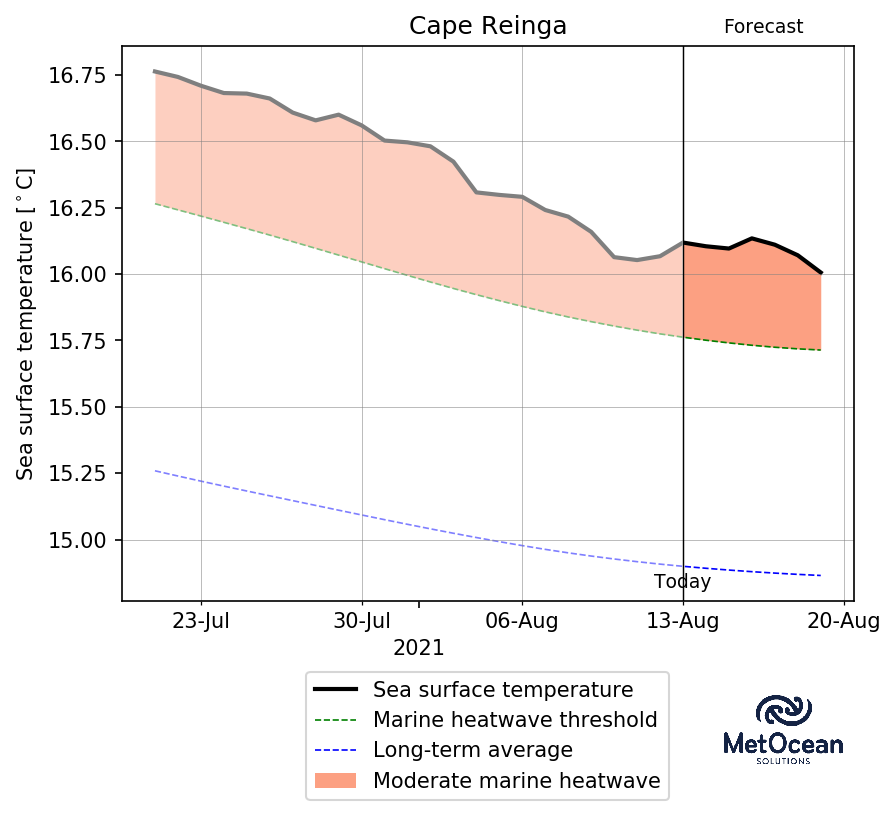 Cape Reinga
Forecast
Sea surface temperature [°C]
16.75
16.50
16.25
16.00
15.75
15.50
15.25
15.00
Today
23-Jul
30-Jul
06-Aug
13-Aug
20-Aug
2021
Sea surface temperature
Marine heatwave threshold
Long-term average
Moderate marine heatwave
MetOcean
SOLUTIONS